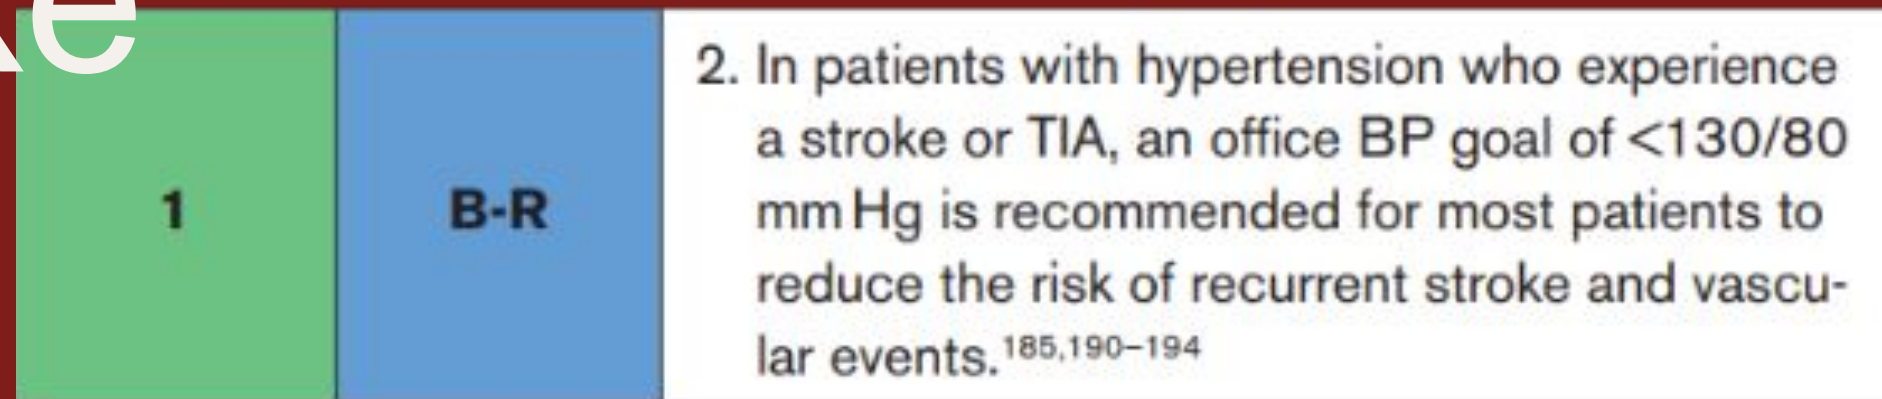 1
B-R
2. In patients with hypertension who experience
a stroke or TIA, an office BP goal of <130/80
mm Hg is recommended for most patients to
reduce the risk of recurrent stroke and vascu-
lar events.185,190–194